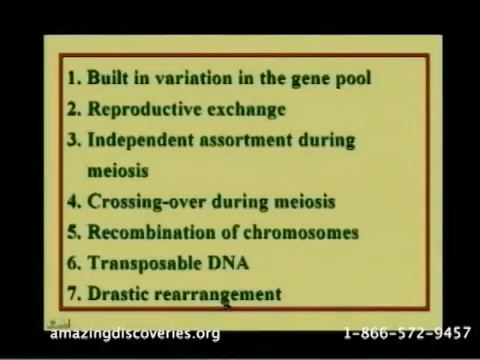 1. Built in variation in the gene pool
2. Reproductive exchange
3. Independent assortment during
meiosis
4. Crossing-over during meiosis
5. Recombination of chromosomes
6. Transposable DNA
7. Drastic rearrangement
amazingdiscoveries.org
1-866-572-9457